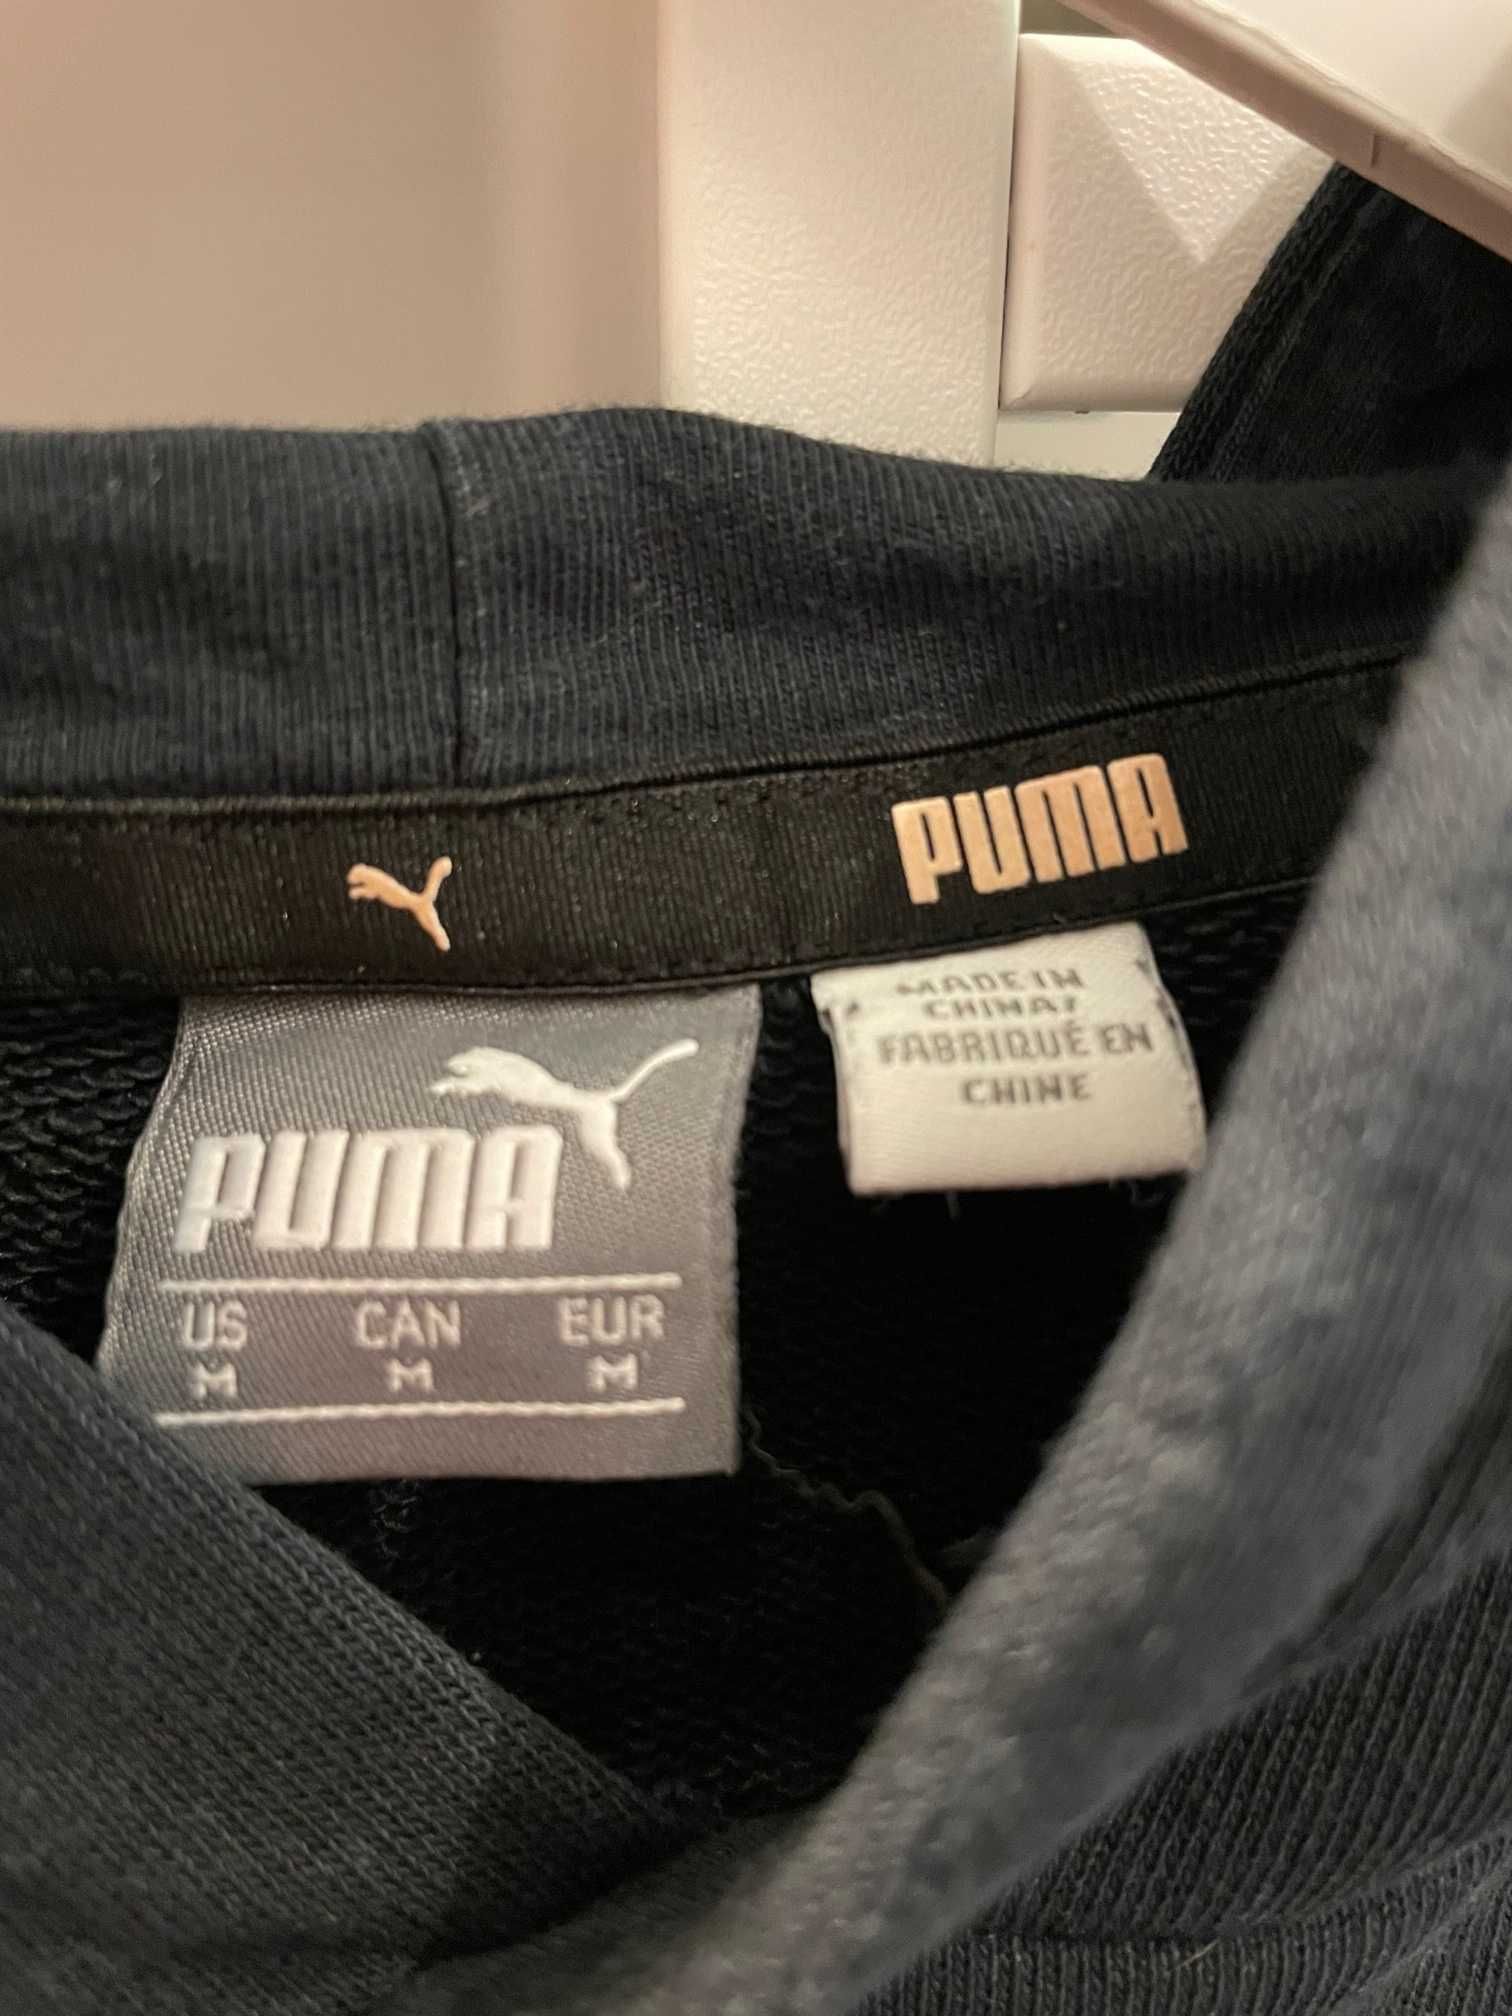 PUMA
PUMA
US CAN EUR
M M M
MADE IN
CHINA/
FABRIQUÉ EN
CHINE